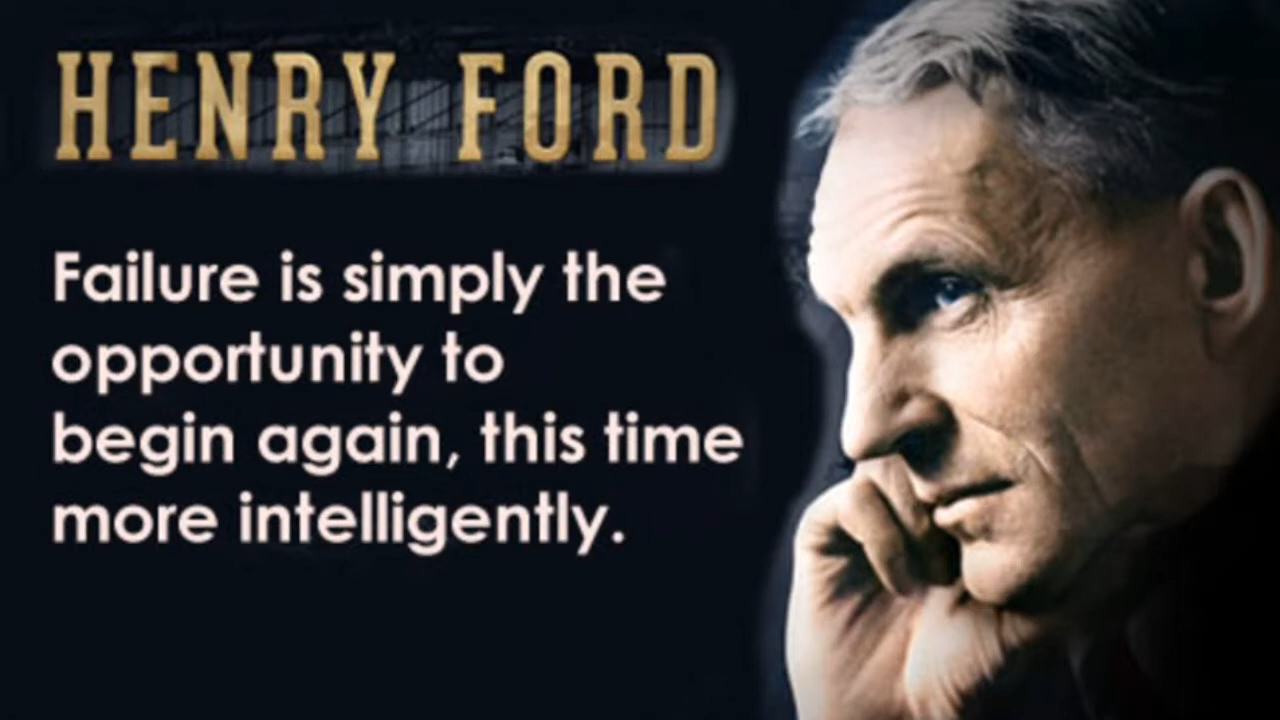 HENRY FORD
Failure is simply the
opportunity to
begin again, this time
more intelligently.